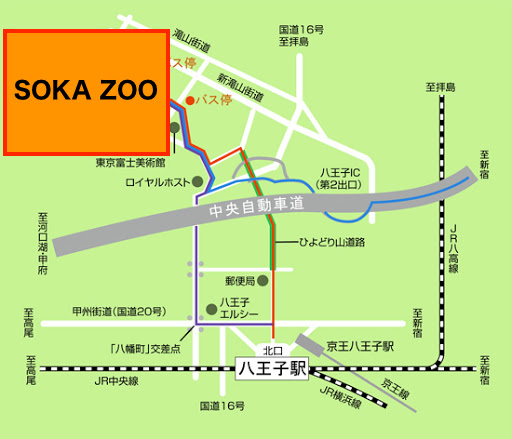 国道16号
至拝島
滝山街道
新滝山街道
バス停
SOKA ZOO
バス停
至拝島
東京富士美術館
ロイヤルホスト
八王子IC
(第2出口)
至新宿
中央自動車道
至河口湖・甲府
ひよどり山道路
JR八高線
郵便局
八王子
エルシー
甲州街道(国道20号)
至高尾
至新宿
「八幡町」交差点
北口
京王八王子駅
八王子駅
至高尾
JR中央線
至新宿
京王線
JR横浜線
国道16号